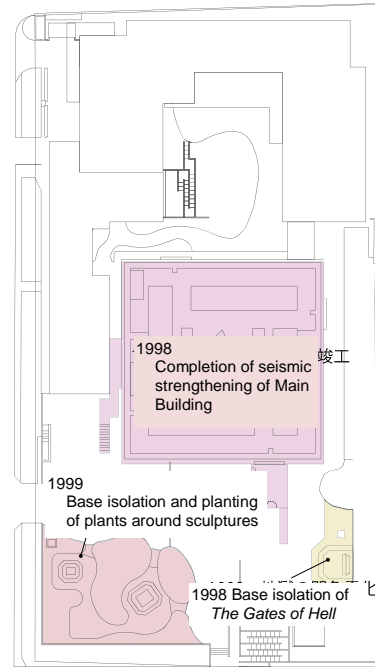 1998
Completion of seismic
strengthening of Main
Building
竣工
1999
Base isolation and planting
of plants around sculptures
1998 Base isolation of
The Gates of Hell